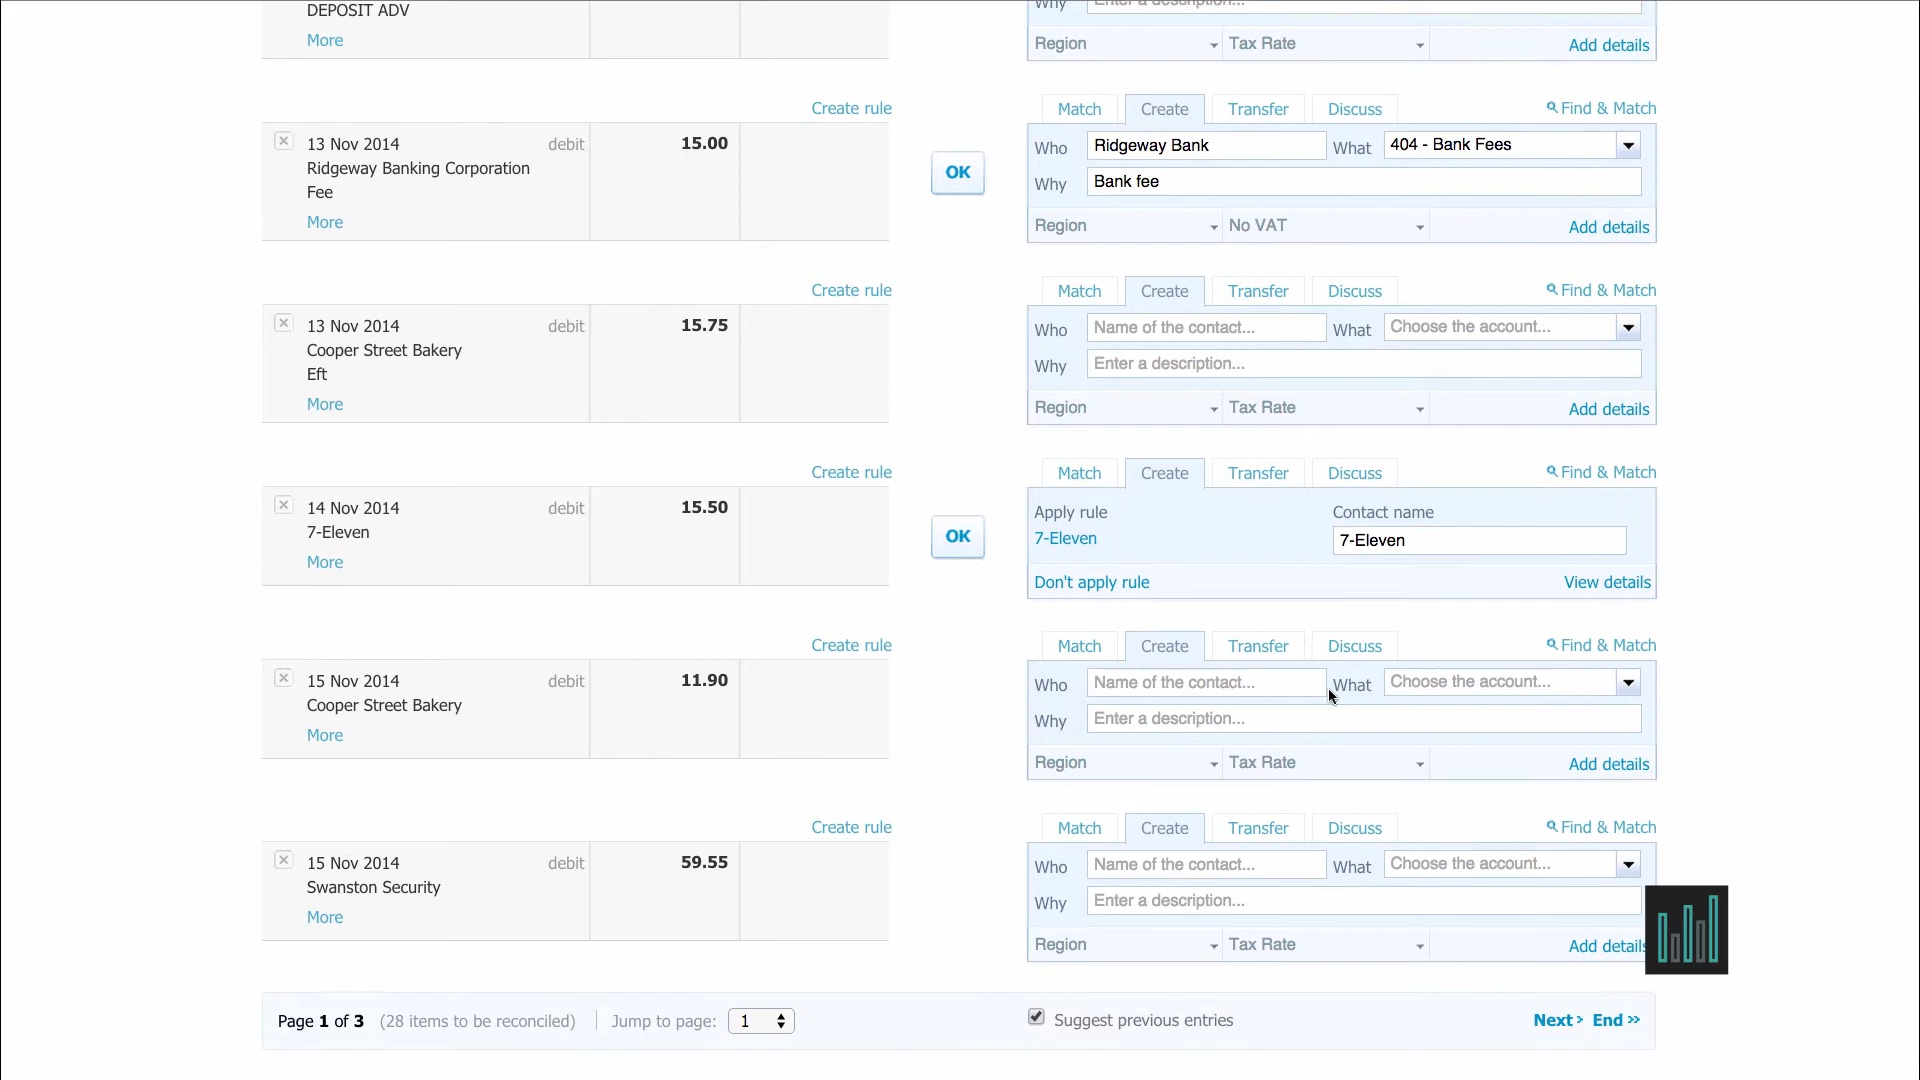 DEPOSIT ADV
More
Why Enter a description...
Region Tax Rate Add details
Create rule
13 Nov 2014 debit 15.00
Ridgeway Banking Corporation
Fee
More
OK
Match Create Transfer Discuss Find & Match
Who Ridgeway Bank What 404 - Bank Fees
Why Bank fee
Region No VAT Add details
Create rule
13 Nov 2014 debit 15.75
Cooper Street Bakery
Eft
More
Match Create Transfer Discuss Find & Match
Who Name of the contact... What Choose the account...
Why Enter a description...
Region Tax Rate Add details
Create rule
14 Nov 2014 debit 15.50
7-Eleven
More
OK
Match Create Transfer Discuss Find & Match
Apply rule Contact name
7-Eleven 7-Eleven
Don't apply rule View details
Create rule
15 Nov 2014 debit 11.90
Cooper Street Bakery
More
Match Create Transfer Discuss Find & Match
Who Name of the contact... What Choose the account...
Why Enter a description...
Region Tax Rate Add details
Create rule
15 Nov 2014 debit 59.55
Swanston Security
More
Match Create Transfer Discuss Find & Match
Who Name of the contact... What Choose the account...
Why Enter a description...
Region Tax Rate Add details
Page 1 of 3 (28 items to be reconciled) Jump to page: 1 Suggest previous entries Next › End »